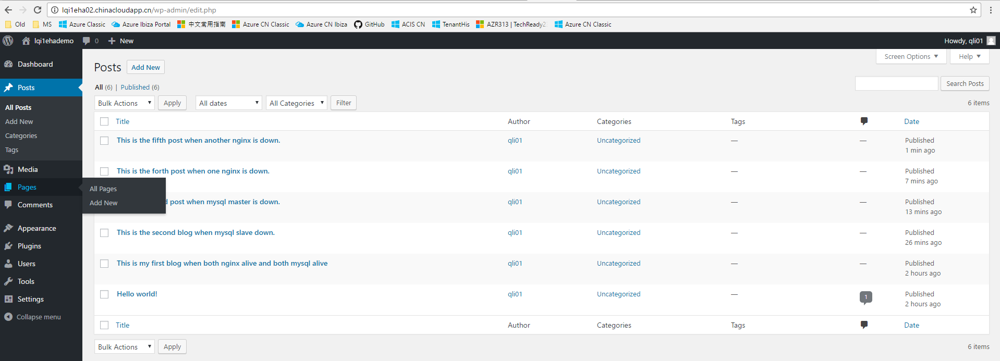 lqi1eha02.chinacloudapp.cn/wp-admin/edit.php
Old MS Azure Classic Azure Ibiza Portal 中文常用指南 Azure CN Classic Azure CN Ibiza GitHub ACIS CN TenantHis AZR313 | TechReady2 Azure CN Classic
lqi1ehademo 0 New Howdy, qli01
Screen Options Help
Dashboard
Posts
All Posts
Add New
Categories
Tags
Media
Pages
All Pages
Add New
Comments
Appearance
Plugins
Users
Tools
Settings
Collapse menu
Posts Add New
All (6) | Published (6)
Search Posts
Bulk Actions Apply All dates All Categories Filter 6 items
Title Author Categories Tags Date
This is the fifth post when another nginx is down. qli01 Uncategorized — — Published
1 min ago
This is the forth post when one nginx is down. qli01 Uncategorized — — Published
7 mins ago
post when mysql master is down. qli01 Uncategorized — — Published
13 mins ago
This is the second blog when mysql slave down. qli01 Uncategorized — — Published
26 mins ago
This is my first blog when both nginx alive and both mysql alive qli01 Uncategorized — — Published
2 hours ago
Hello world! qli01 Uncategorized — 1 Published
2 hours ago
Title Author Categories Tags Date
Bulk Actions Apply 6 items